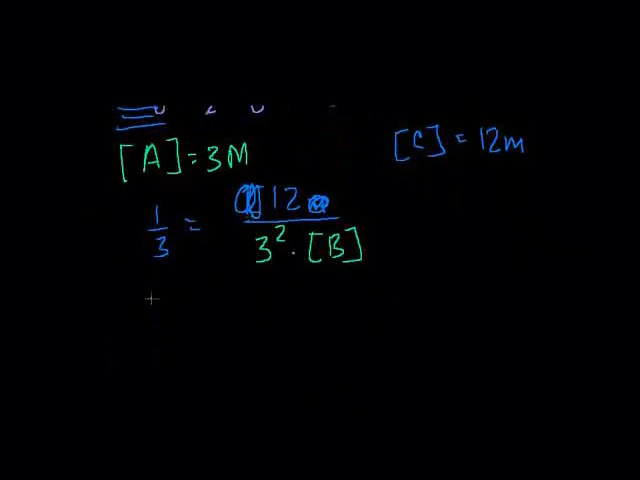 [A] = 3M
[C] = 12M
1/3 = 12 / 3² · [B]